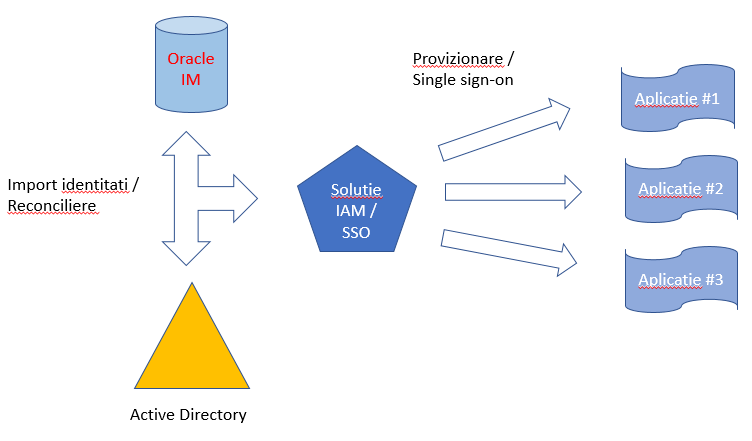 Oracle
IM
Provizionare /
Single sign-on
Aplicatie #1
Import identitati /
Reconciliere
Solutie
IAM /
SSO
Aplicatie #2
Aplicatie #3
Active Directory